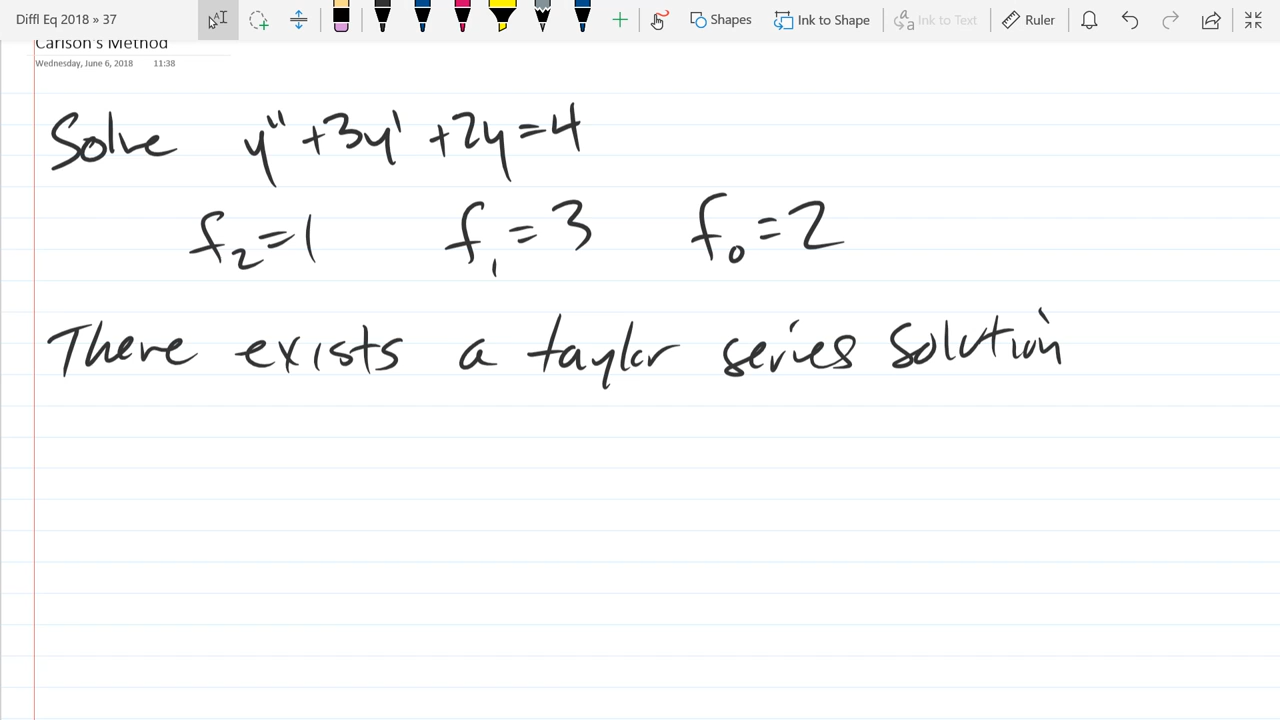 Diffl Eq 2018 » 37
Shapes
Ink to Shape
Ink to Text
Ruler
Carlson's Method
Wednesday, June 6, 2018 11:38
Solve y'' + 3y' + 2y = 4
f₂ = 1 f₁ = 3 f₀ = 2
There exists a taylor series solution